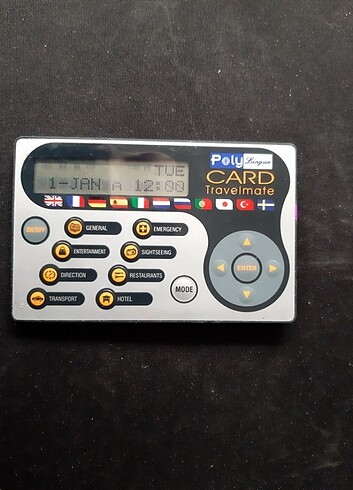 Poly Lingua
CARD
Travelmate
TUE
1-JAN A 12:00
ON/OFF
GENERAL
EMERGENCY
ENTERTAINMENT
SIGHTSEEING
DIRECTION
RESTAURANTS
TRANSPORT
HOTEL
MODE
ENTER